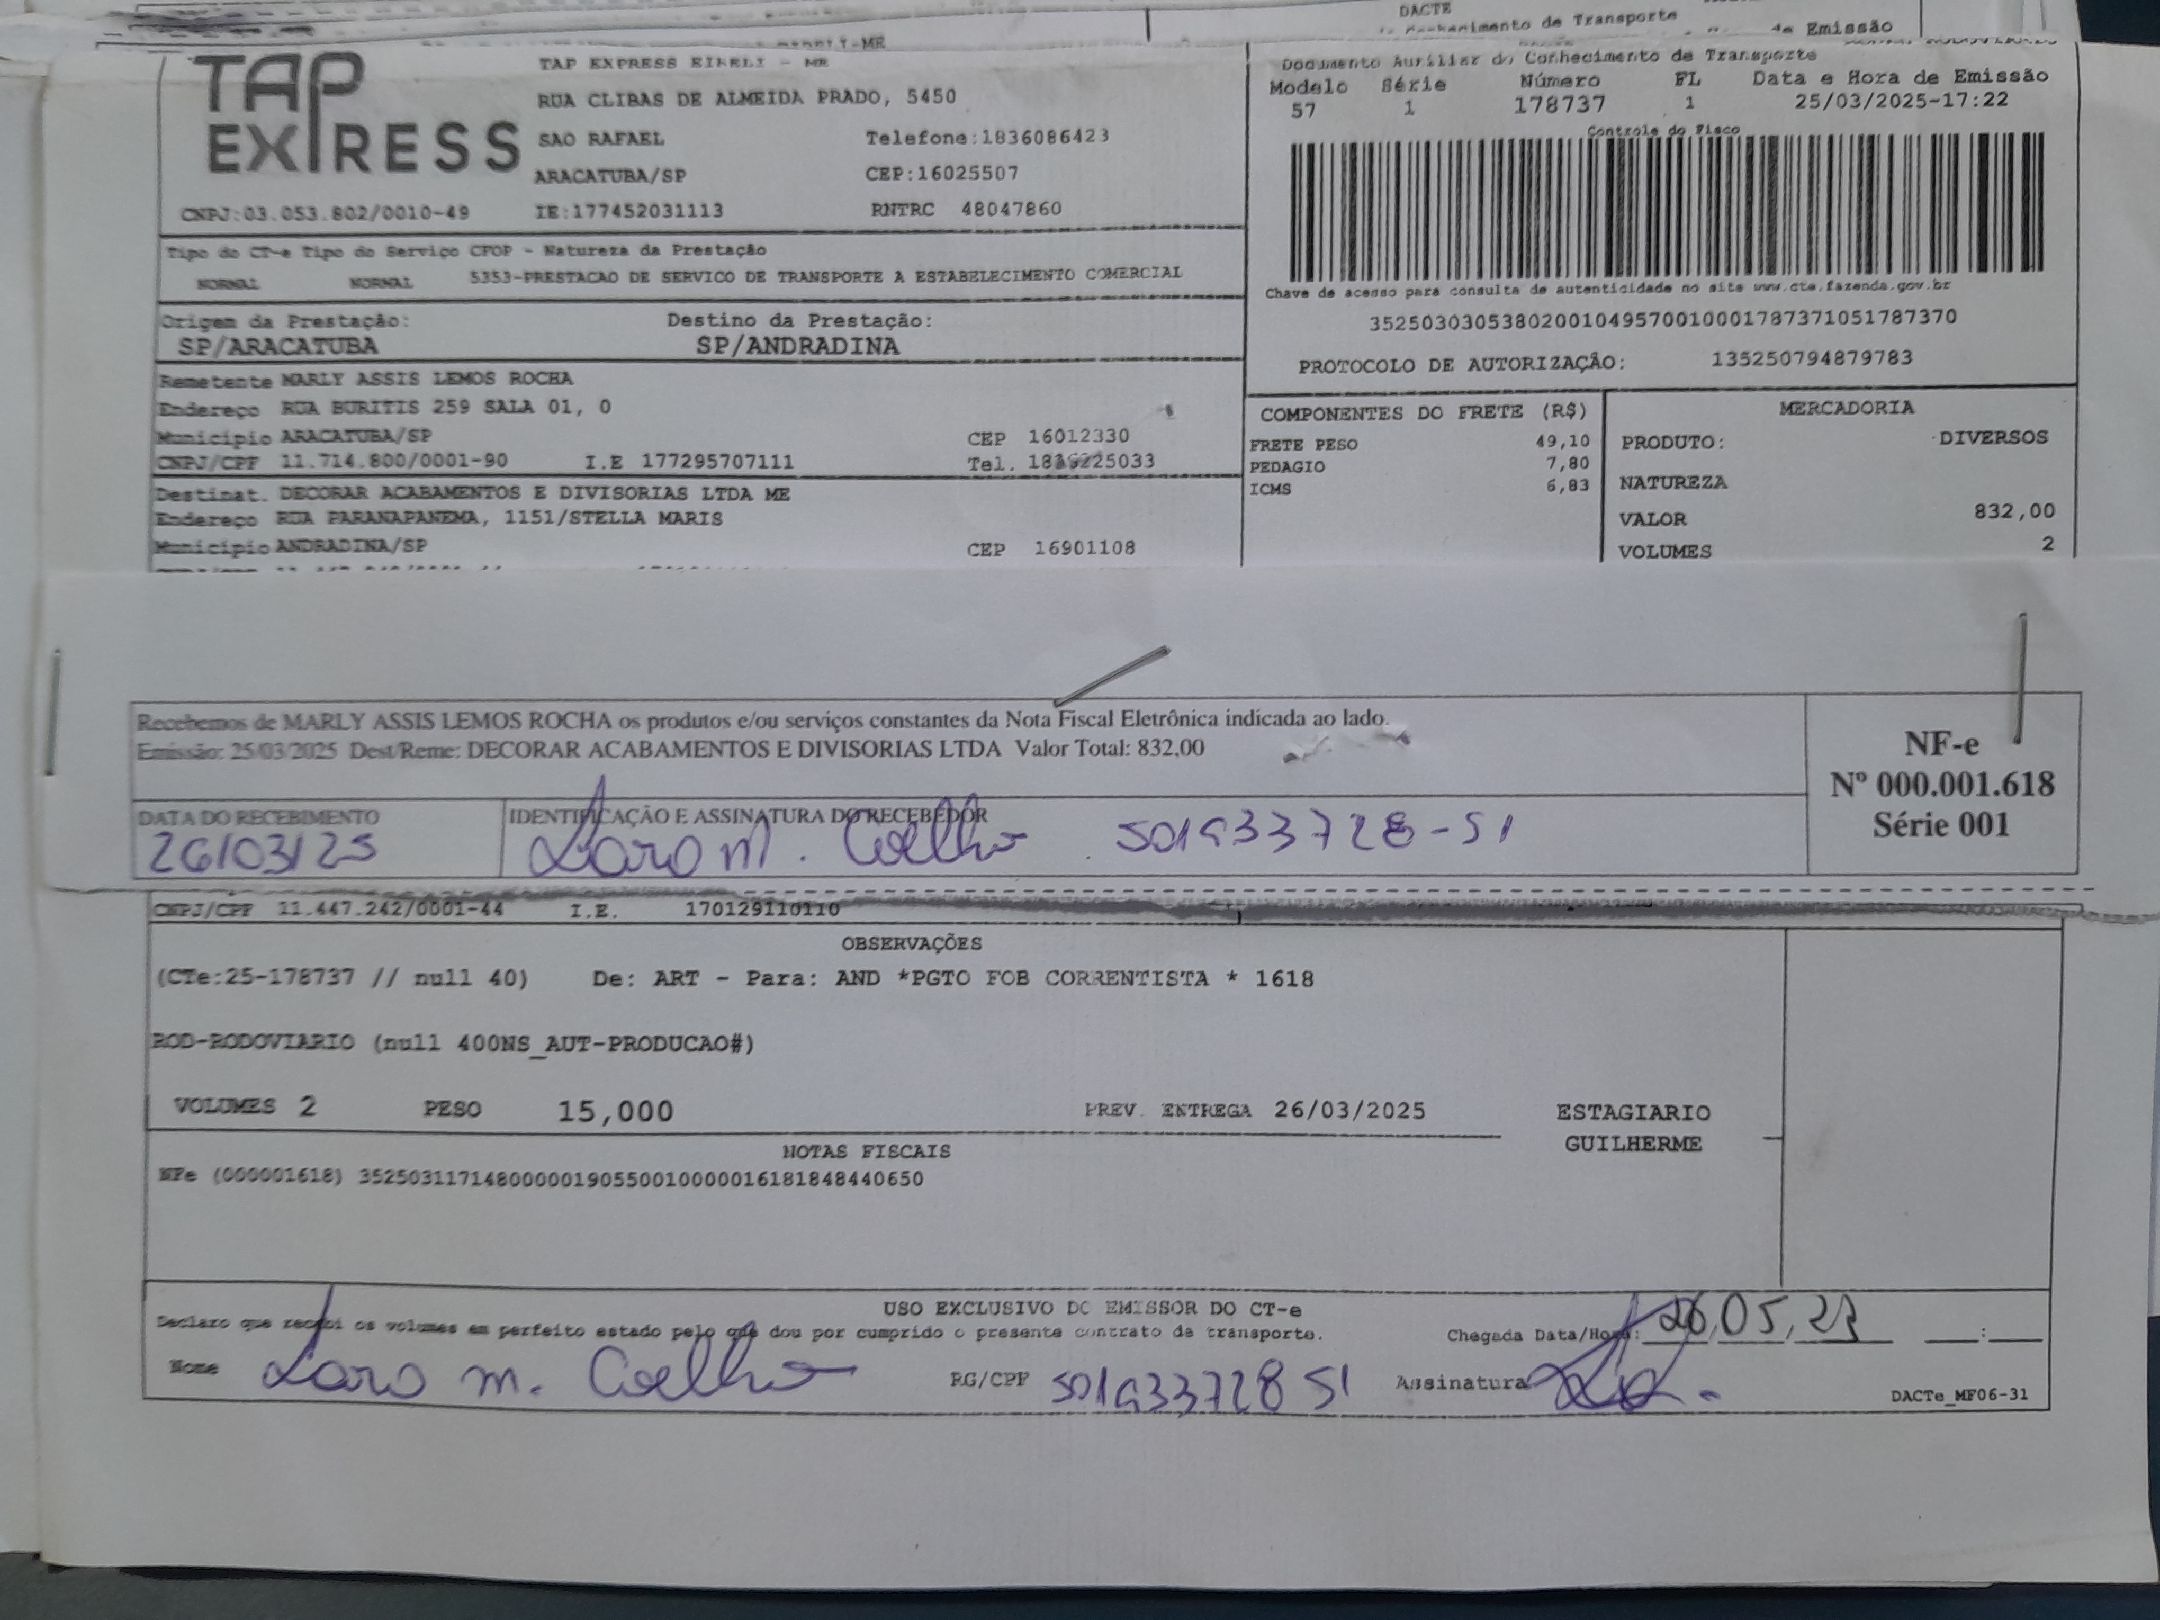 DACTE
de Transporte
de Emissão
TAP EXPRESS
TAP EXPRESS EIRELI - ME
RUA CLIBAS DE ALMEIDA PRADO, 5450
SAO RAFAEL Telefone:1836086423
ARACATUBA/SP CEP:16025507
CNPJ:03.053.802/0010-49 IE:177452031113 RNTRC 48047860
Documento Auxiliar do Conhecimento de Transporte
Modelo Série Número FL Data e Hora de Emissão
57 1 178737 1 25/03/2025-17:22
Controle do Fisco
Tipo do CT-e Tipo do Serviço CFOP - Natureza da Prestação
NORMAL NORMAL 5353-PRESTACAO DE SERVICO DE TRANSPORTE A ESTABELECIMENTO COMERCIAL
Chave de acesso para consulta de autenticidade no site www.cte.fazenda.gov.br
35250303053802001049570010001787371051787370
PROTOCOLO DE AUTORIZAÇÃO: 135250794879783
Origem da Prestação: Destino da Prestação:
SP/ARACATUBA SP/ANDRADINA
Remetente MARLY ASSIS LEMOS ROCHA
Endereço RUA BURITIS 259 SALA 01, 0
Municipio ARACATUBA/SP CEP 16012330
CNPJ/CPF 11.714.800/0001-90 I.E 177295707111 Tel.
Destinat. DECORAR ACABAMENTOS E DIVISORIAS LTDA ME
Endereço RUA PARANAPANEMA, 1151/STELLA MARIS
Municipio ANDRADINA/SP CEP 16901108
COMPONENTES DO FRETE (R$)
FRETE PESO 49,10
PEDAGIO 7,80
ICMS 6,83
MERCADORIA
PRODUTO: DIVERSOS
NATUREZA
VALOR 832,00
VOLUMES 2
Recebemos de MARLY ASSIS LEMOS ROCHA os produtos e/ou serviços constantes da Nota Fiscal Eletrônica indicada ao lado.
Emissão: 25/03/2025 Dest/Reme: DECORAR ACABAMENTOS E DIVISORIAS LTDA Valor Total: 832,00
DATA DO RECEBIMENTO IDENTIFICAÇÃO E ASSINATURA DO RECEBEDOR
26/03/25 m. Coelho
NF-e
Nº 000.001.618
Série 001
CNPJ/CPF 11.447.242/0001-44 I.E. 170129110110
OBSERVAÇÕES
(CTe:25-178737 // null 40) De: ART - Para: AND *PGTO FOB CORRENTISTA * 1618
ROD-RODOVIARIO (null 400NS_AUT-PRODUCAO#)
VOLUMES 2 PESO 15,000 PREV. ENTREGA 26/03/2025
ESTAGIARIO
GUILHERME
NOTAS FISCAIS
NFe (000001618) 35250311714800000190550010000016181848440650
USO EXCLUSIVO DO EMISSOR DO CT-e
Declaro que recebi os volumes em perfeito estado pelo que dou por cumprido o presente contrato de transporte.
Chegada Data/Hora: :
Nome m. Coelho RG/CPF Assinatura
DACTe_MF06-31